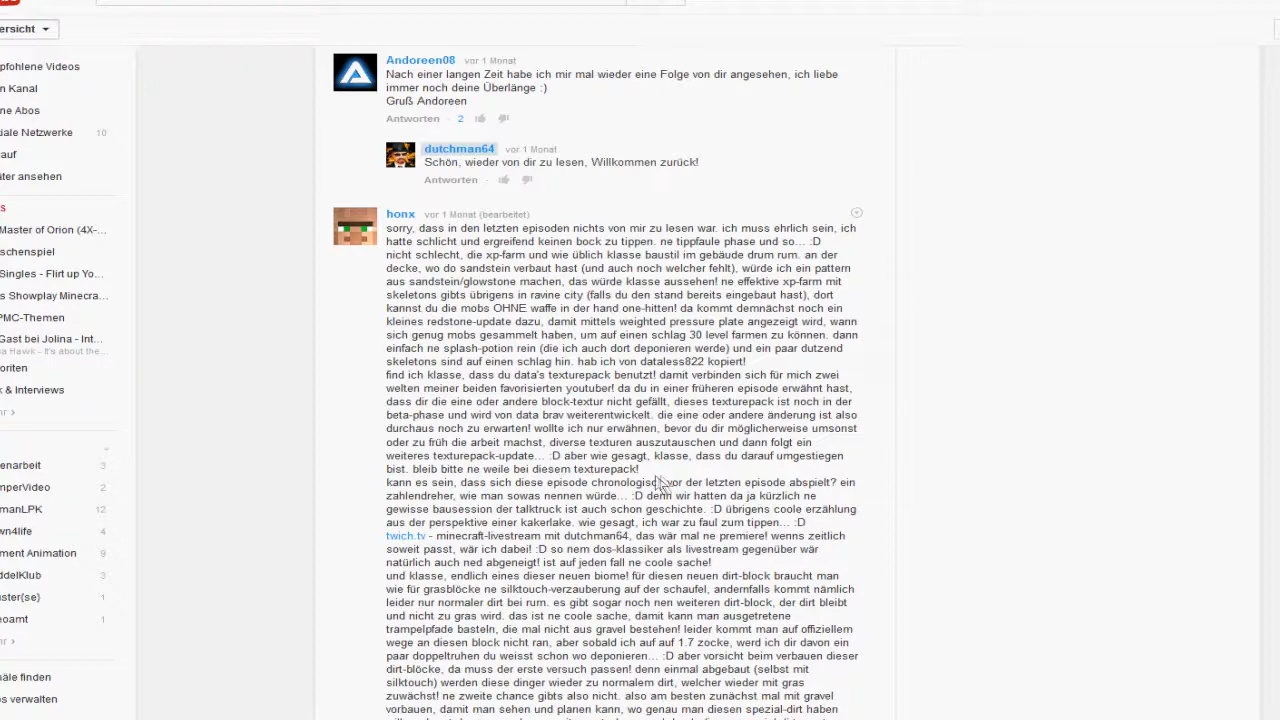 ersicht
pfohlene Videos
n Kanal
ne Abos
iale Netzwerke 10
auf
äter ansehen
s
Master of Orion (4X-...
schenspiel
Singles - Flirt up Yo...
s Showplay Minecra...
PMC-Themen
Gast bei Jolina - Int...
a Hawk - It's about the...
oriten
k & Interviews
hr ›
enarbeit 3
mperVideo 2
manLPK 12
wn4life 4
ment Animation 3
ddelKlub 3
ster{se} 1
eoamt 1
hr ›
äle finden
s verwalten
Andoreen08 vor 1 Monat
Nach einer langen Zeit habe ich mir mal wieder eine Folge von dir angesehen, ich liebe
immer noch deine Überlänge :)
Gruß Andoreen
Antworten · 2
dutchman64 vor 1 Monat
Schön, wieder von dir zu lesen, Willkommen zurück!
Antworten ·
honx vor 1 Monat (bearbeitet)
sorry, dass in den letzten episoden nichts von mir zu lesen war. ich muss ehrlich sein, ich
hatte schlicht und ergreifend keinen bock zu tippen. ne tippfaule phase und so... :D
nicht schlecht, die xp-farm und wie üblich klasse baustil im gebäude drum rum. an der
decke, wo do sandstein verbaut hast (und auch noch welcher fehlt), würde ich ein pattern
aus sandstein/glowstone machen, das würde klasse aussehen! ne effektive xp-farm mit
skeletons gibts übrigens in ravine city (falls du den stand bereits eingebaut hast), dort
kannst du die mobs OHNE waffe in der hand one-hitten! da kommt demnächst noch ein
kleines redstone-update dazu, damit mittels weighted pressure plate angezeigt wird, wann
sich genug mobs gesammelt haben, um auf einen schlag 30 level farmen zu können. dann
einfach ne splash-potion rein (die ich auch dort deponieren werde) und ein paar dutzend
skeletons sind auf einen schlag hin. hab ich von dataless822 kopiert!
find ich klasse, dass du data's texturepack benutzt! damit verbinden sich für mich zwei
welten meiner beiden favorisierten youtuber! da du in einer früheren episode erwähnt hast,
dass dir die eine oder andere block-textur nicht gefällt, dieses texturepack ist noch in der
beta-phase und wird von data brav weiterentwickelt. die eine oder andere änderung ist also
durchaus noch zu erwarten! wollte ich nur erwähnen, bevor du dir möglicherweise umsonst
oder zu früh die arbeit machst, diverse texturen auszutauschen und dann folgt ein
weiteres texturepack-update... :D aber wie gesagt, klasse, dass du darauf umgestiegen
bist. bleib bitte ne weile bei diesem texturepack!
kann es sein, dass sich diese episode chronologisch vor der letzten episode abspielt? ein
zahlendreher, wie man sowas nennen würde... :D denn wir hatten da ja kürzlich ne
gewisse bausession der talktruck ist auch schon geschichte. :D übrigens coole erzählung
aus der perspektive einer kakerlake. wie gesagt, ich war zu faul zum tippen... :D
twich.tv - minecraft-livestream mit dutchman64, das wär mal ne premiere! wenns zeitlich
soweit passt, wär ich dabei! :D so nem dos-klassiker als livestream gegenüber wär
natürlich auch ned abgeneigt! ist auf jeden fall ne coole sache!
und klasse, endlich eines dieser neuen biome! für diesen neuen dirt-block braucht man
wie für grasblöcke ne silktouch-verzauberung auf der schaufel, andernfalls kommt nämlich
leider nur normaler dirt bei rum. es gibt sogar noch nen weiteren dirt-block, der dirt bleibt
und nicht zu gras wird. das ist ne coole sache, damit kann man ausgetretene
trampelpfade basteln, die mal nicht aus gravel bestehen! leider kommt man auf offiziellem
wege an diesen block nicht ran, aber sobald ich auf auf 1.7 zocke, werd ich dir davon ein
paar doppeltruhen du weisst schon wo deponieren... :D aber vorsicht beim verbauen dieser
dirt-blöcke, da muss der erste versuch passen! denn einmal abgebaut (selbst mit
silktouch) werden diese dinger wieder zu normalem dirt, welcher wieder mit gras
zuwächst! ne zweite chance gibts also nicht. also am besten zunächst mal mit gravel
vorbauen, damit man sehen und planen kann, wo genau man diesen spezial-dirt haben